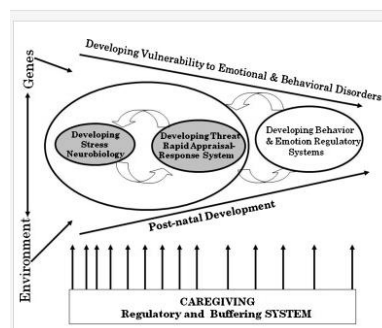 Genes
Developing Vulnerability to Emotional & Behavioral Disorders
Developing
Stress
Neurobiology
Developing Threat
Rapid Appraisal-
Response System
Developing Behavior
& Emotion Regulatory
Systems
Post-natal Development
Environment
CAREGIVING
Regulatory and Buffering SYSTEM